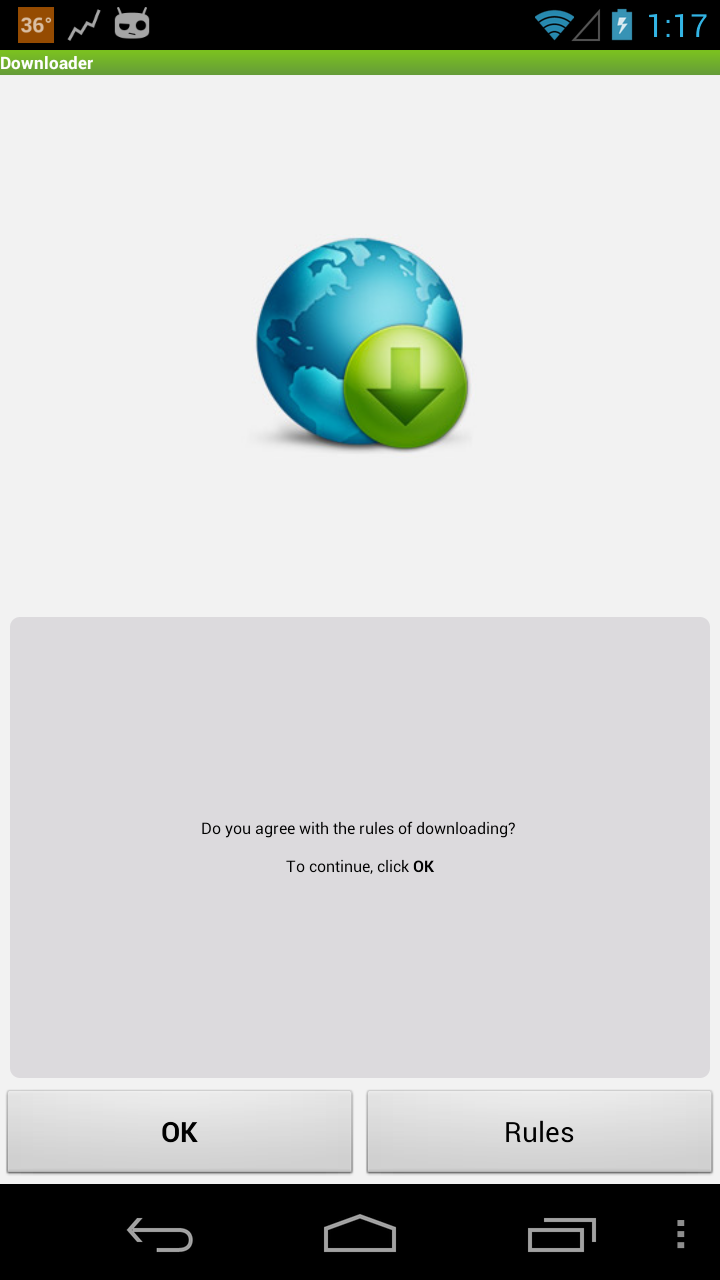 36°
1:17
Downloader
Do you agree with the rules of downloading?
To continue, click OK
OK
Rules